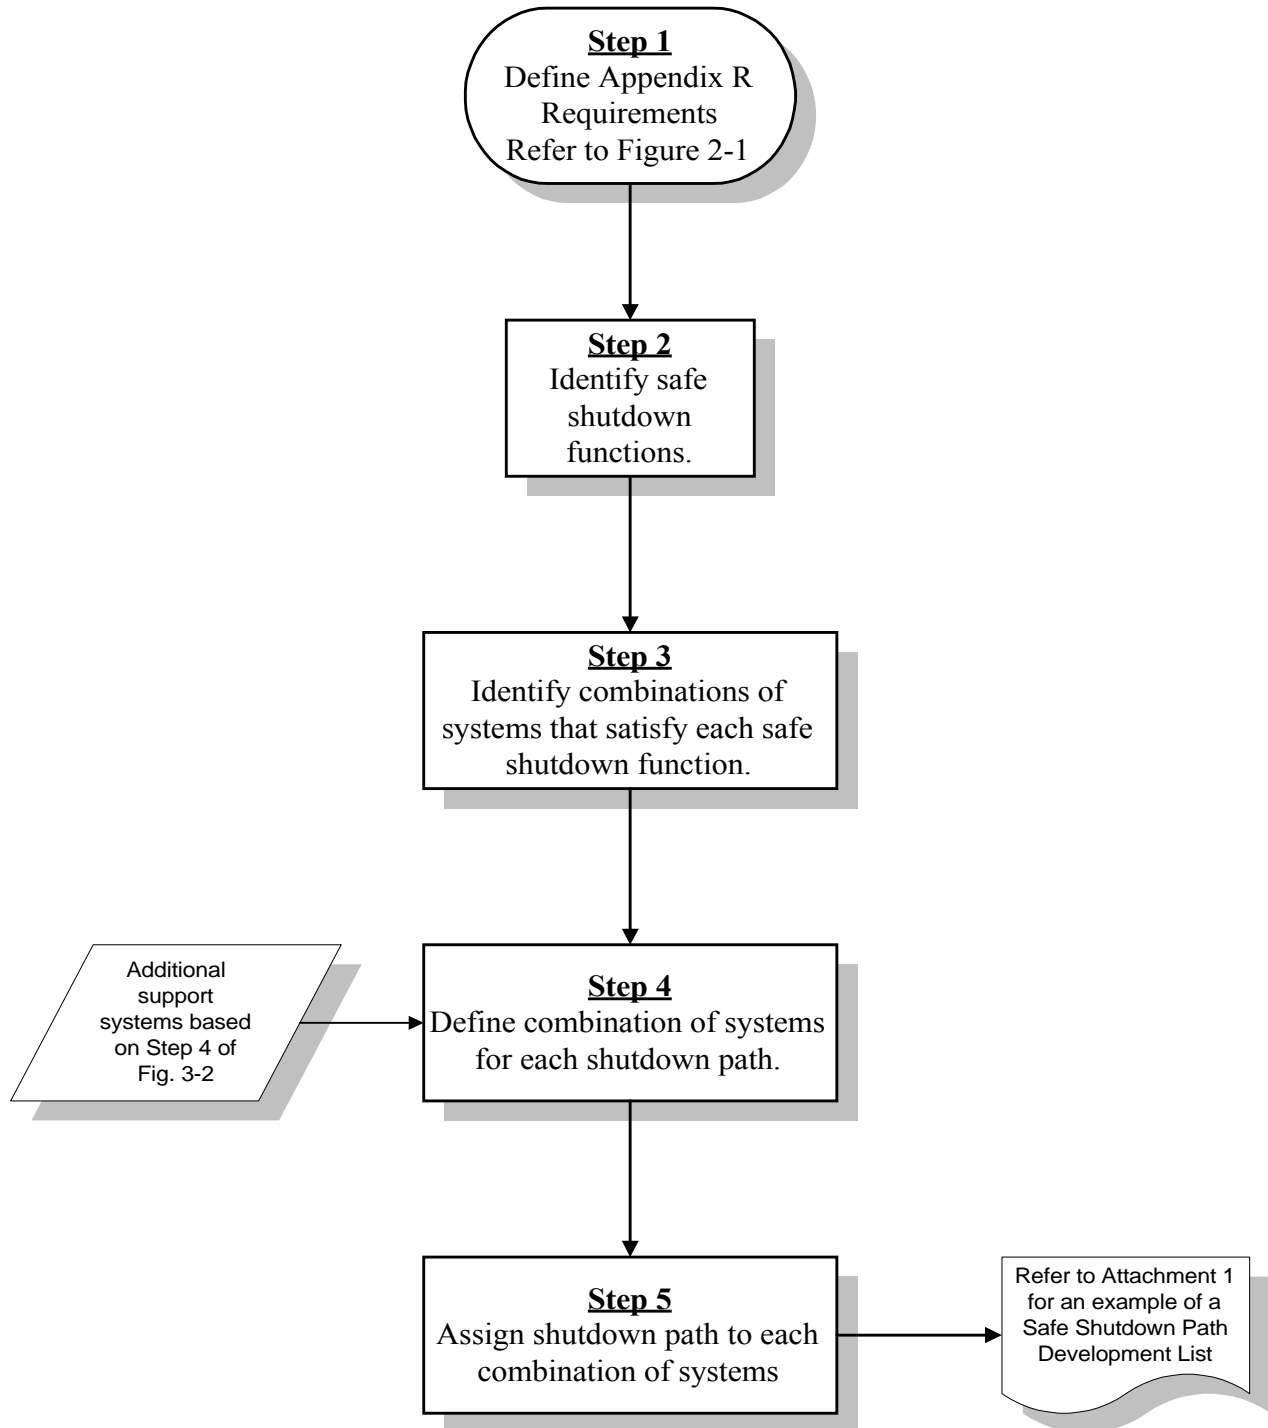 Step 1
Define Appendix R
Requirements
Refer to Figure 2-1
Step 2
Identify safe
shutdown
functions.
Step 3
Identify combinations of
systems that satisfy each safe
shutdown function.
Additional
support
systems based
on Step 4 of
Fig. 3-2
Step 4
Define combination of systems
for each shutdown path.
Step 5
Assign shutdown path to each
combination of systems
Refer to Attachment 1
for an example of a
Safe Shutdown Path
Development List